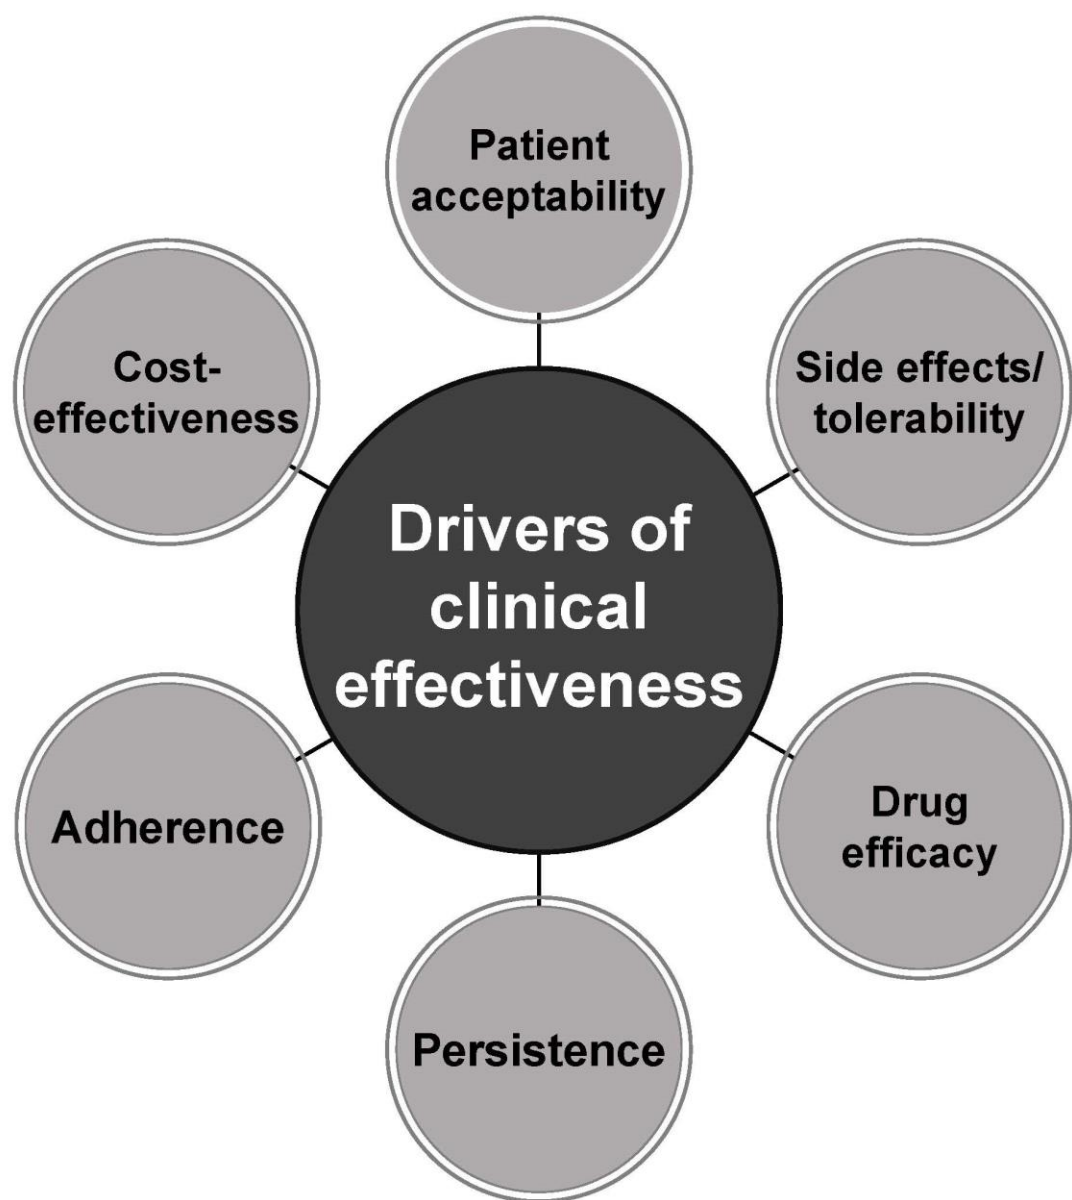 Patient
acceptability
Cost-
effectiveness
Side effects/
tolerability
Drivers of
clinical
effectiveness
Adherence
Drug
efficacy
Persistence